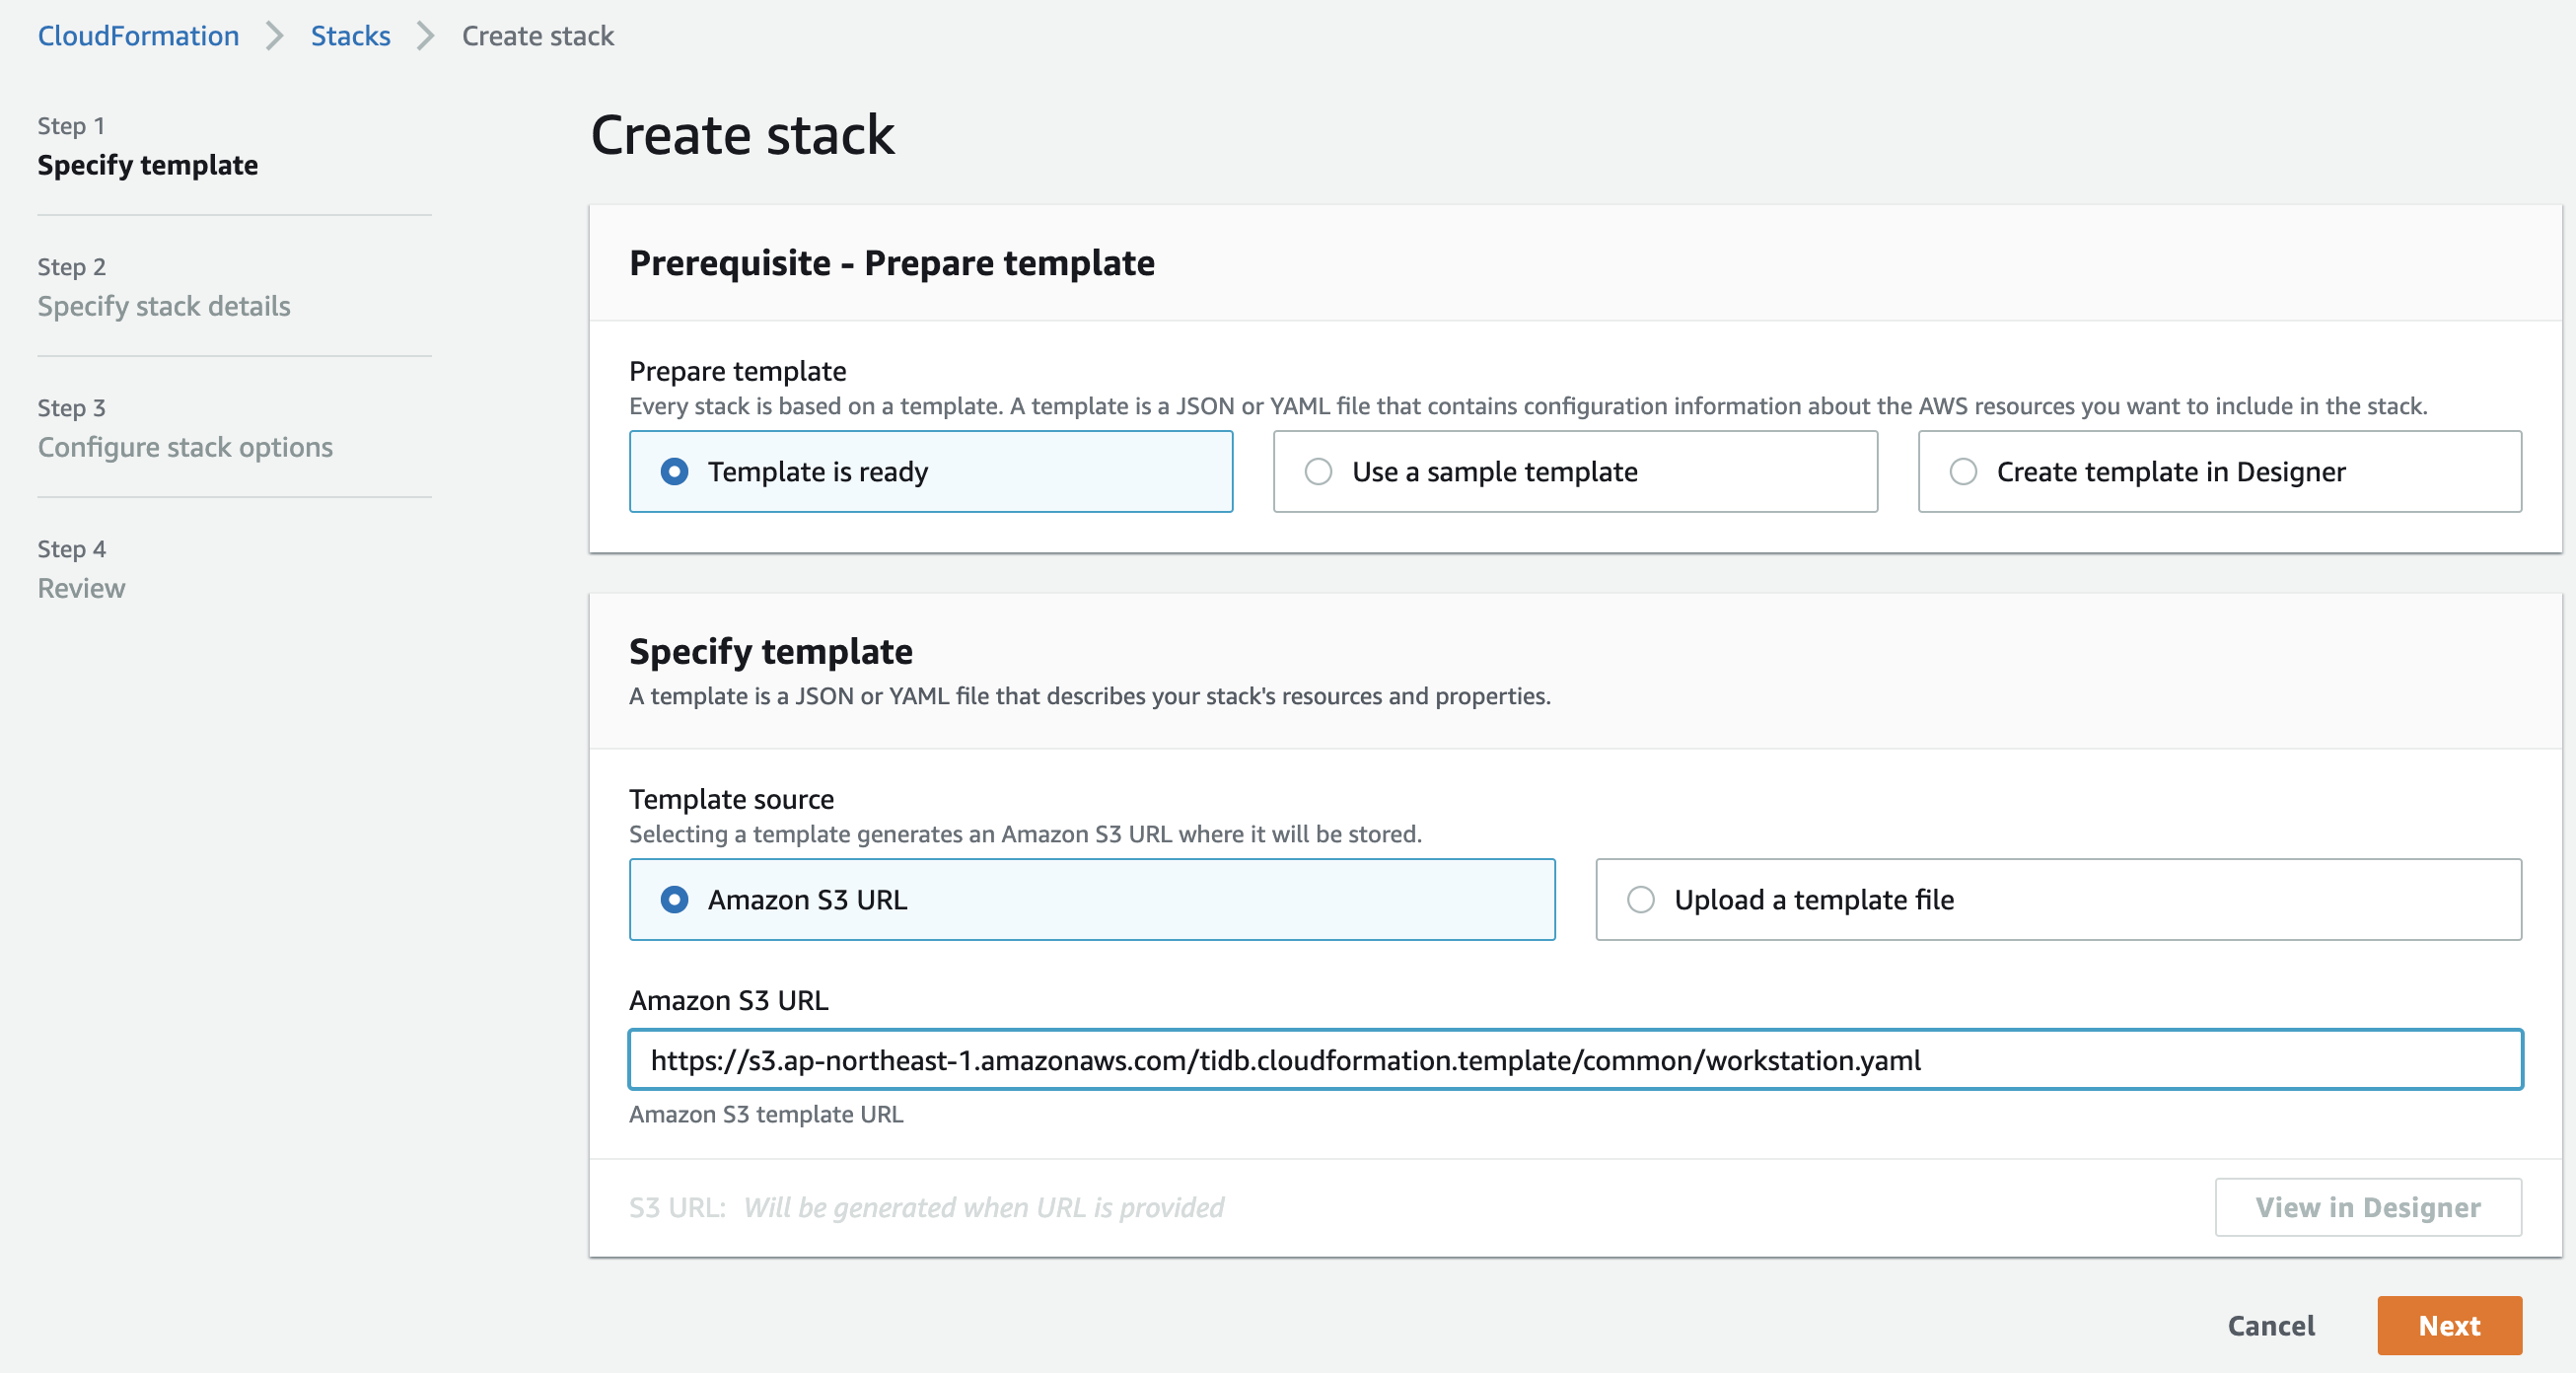 CloudFormation > Stacks > Create stack
Step 1
Specify template
Step 2
Specify stack details
Step 3
Configure stack options
Step 4
Review
Create stack
Prerequisite - Prepare template
Prepare template
Every stack is based on a template. A template is a JSON or YAML file that contains configuration information about the AWS resources you want to include in the stack.
Template is ready
Use a sample template
Create template in Designer
Specify template
A template is a JSON or YAML file that describes your stack's resources and properties.
Template source
Selecting a template generates an Amazon S3 URL where it will be stored.
Amazon S3 URL
Upload a template file
Amazon S3 URL
https://s3.ap-northeast-1.amazonaws.com/tidb.cloudformation.template/common/workstation.yaml
Amazon S3 template URL
S3 URL: Will be generated when URL is provided
View in Designer
Cancel
Next